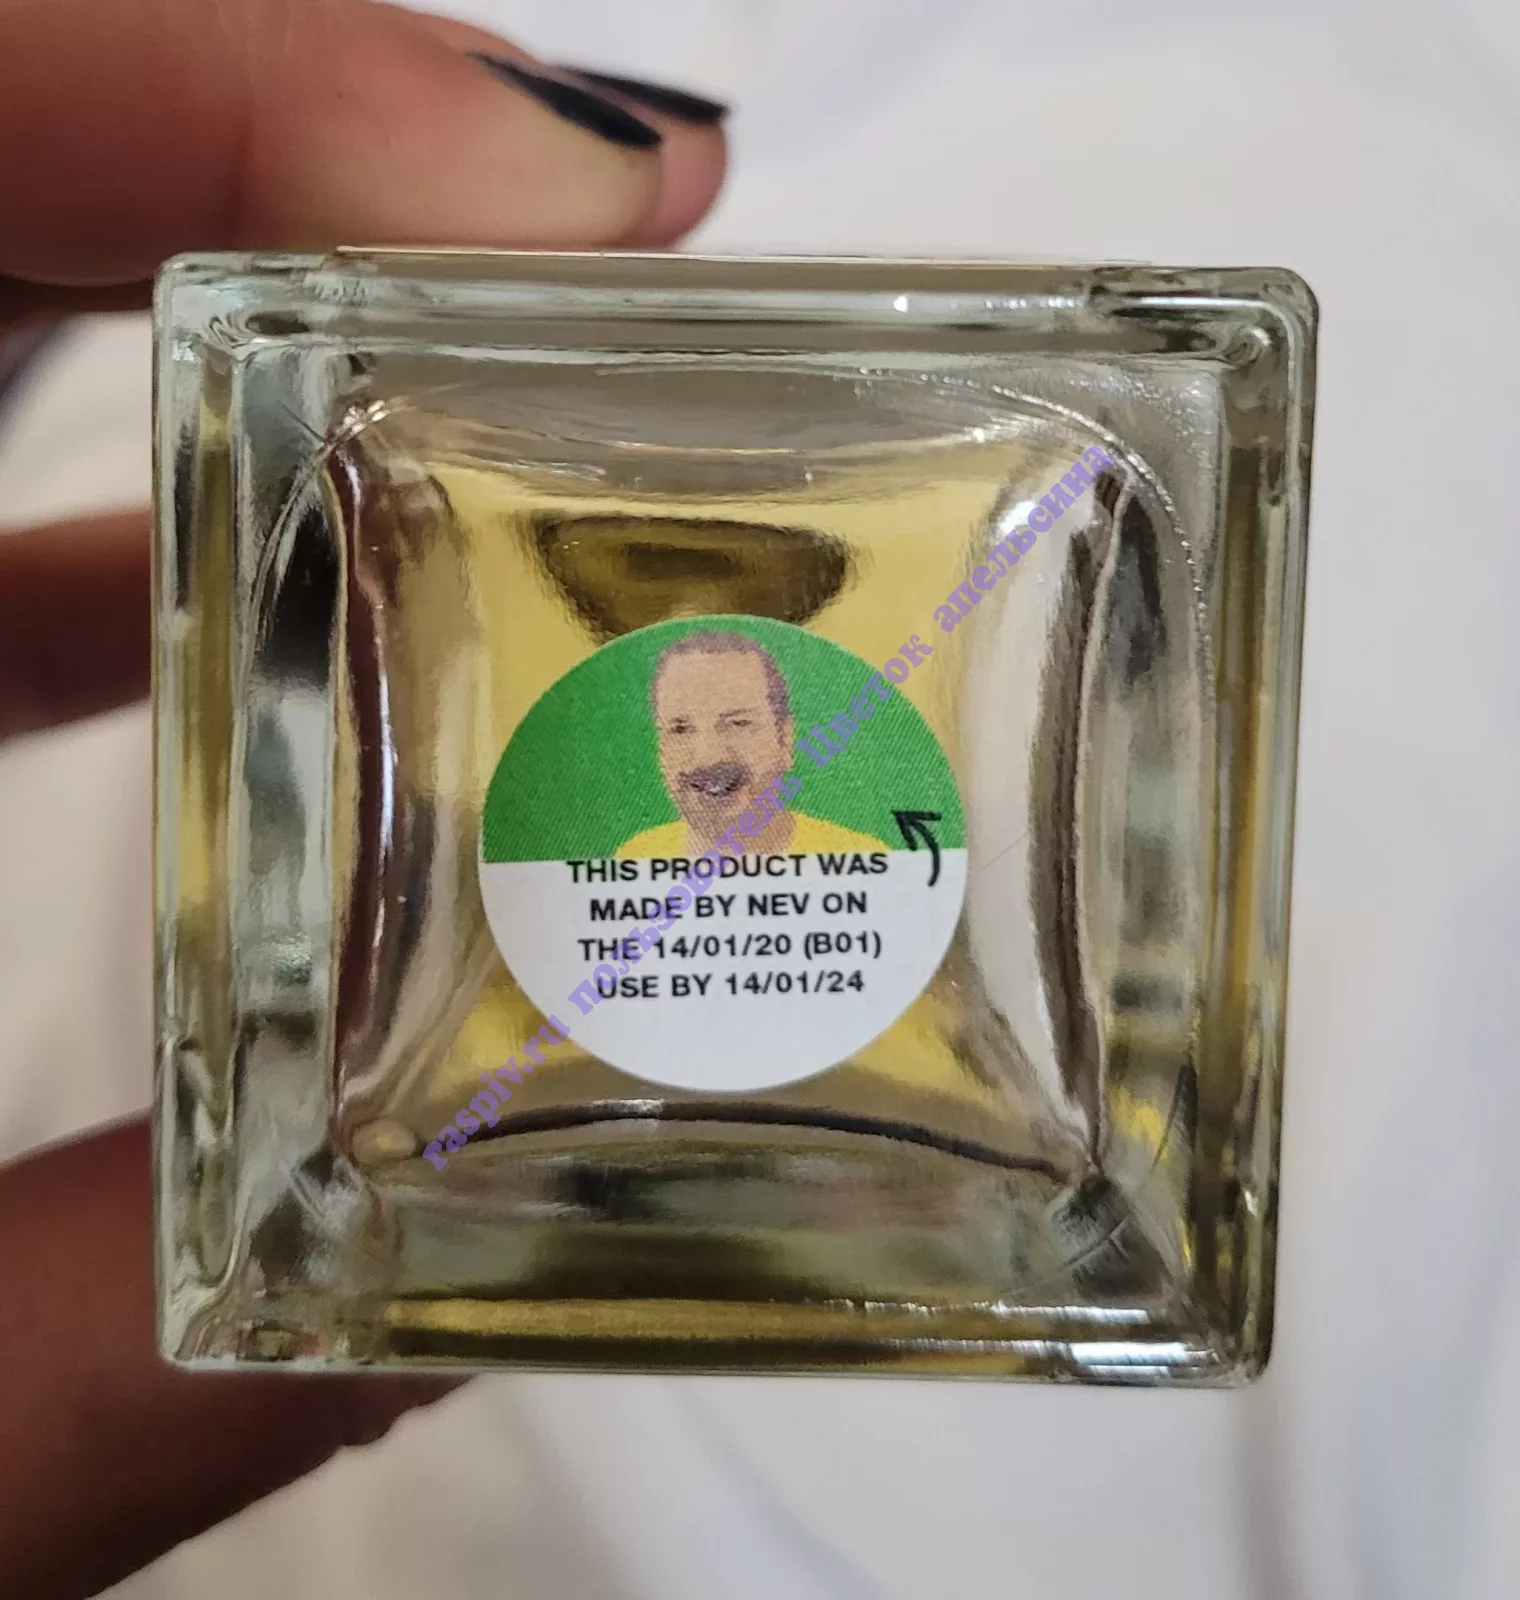 THIS PRODUCT WAS
MADE BY NEV ON
THE 14/01/20 (B01)
USE BY 14/01/24
raspiv.ru пользователь Цветок апельсина